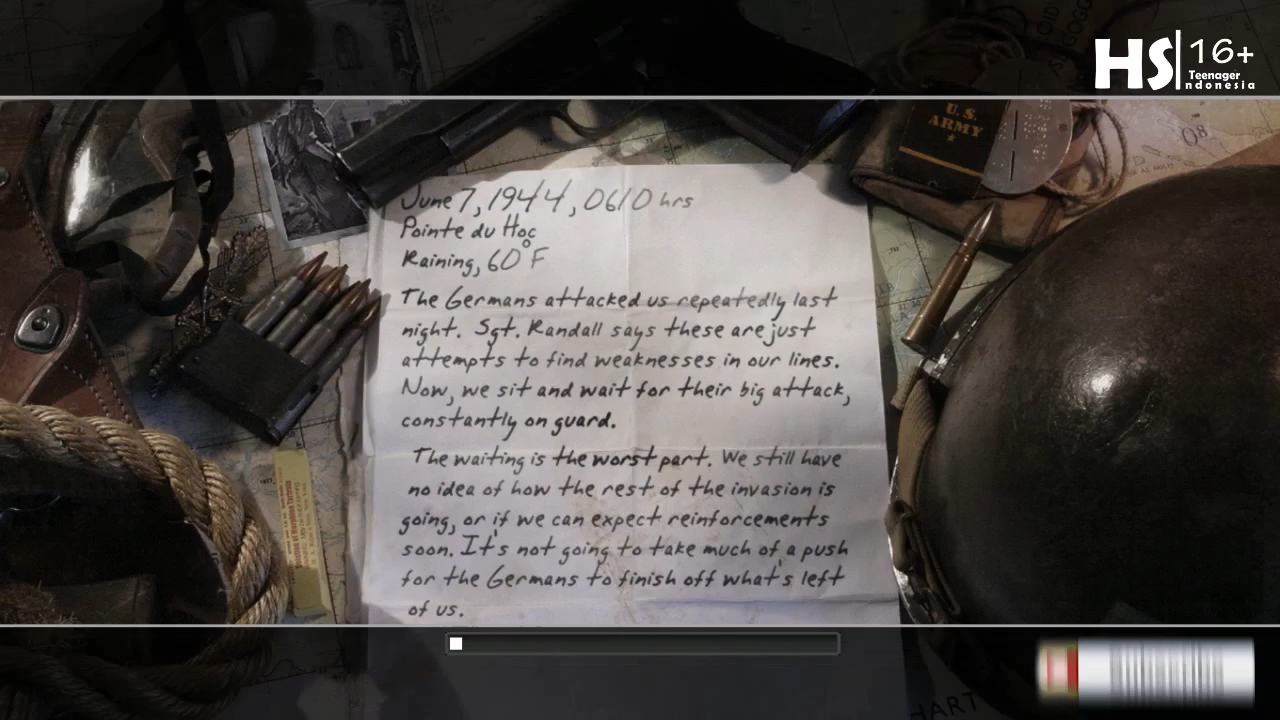 HS 16+
Teenager
Indonesia
U.S.
ARMY
June 7, 1944, 0610 hrs
Pointe du Hoc
Raining, 60°F
The Germans attacked us repeatedly last
night. Sgt. Randall says these are just
attempts to find weaknesses in our lines.
Now, we sit and wait for their big attack,
constantly on guard.
The waiting is the worst part. We still have
no idea of how the rest of the invasion is
going, or if we can expect reinforcements
soon. It's not going to take much of a push
for the Germans to finish off what's left
of us.